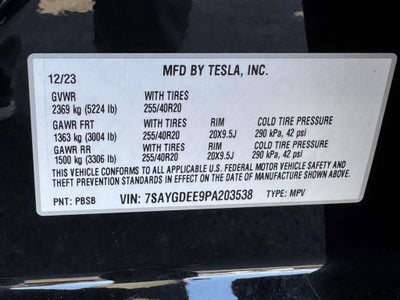 MFD BY TESLA, INC.
12/23
GVWR WITH TIRES
2369 kg (5224 lb) 255/40R20
GAWR FRT WITH TIRES RIM COLD TIRE PRESSURE
1363 kg (3004 lb) 255/40R20 20X9.5J 290 kPa, 42 psi
GAWR RR WITH TIRES RIM COLD TIRE PRESSURE
1500 kg (3306 lb) 255/40R20 20X9.5J 290 kPa, 42 psi
THIS VEHICLE CONFORMS TO ALL APPLICABLE U.S. FEDERAL MOTOR VEHICLE SAFETY AND
THEFT PREVENTION STANDARDS IN EFFECT ON THE DATE OF MANUFACTURE SHOWN ABOVE.
PNT: PBSB VIN: 7SAYGDEE9PA203538 TYPE: MPV